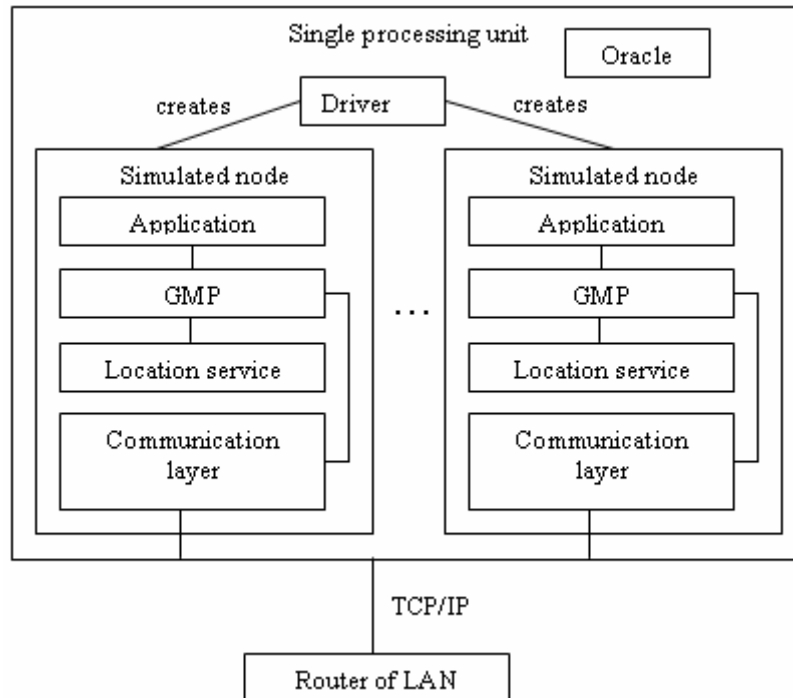 Single processing unit
Oracle
creates
Driver
creates
Simulated node
Application
GMP
Location service
Communication
layer
...
Simulated node
Application
GMP
Location service
Communication
layer
TCP/IP
Router of LAN